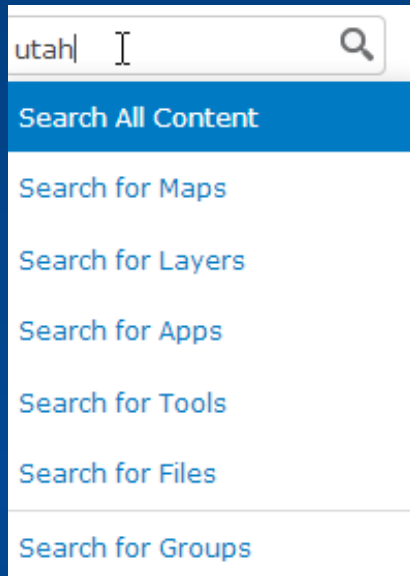 utah
Search All Content
Search for Maps
Search for Layers
Search for Apps
Search for Tools
Search for Files
Search for Groups